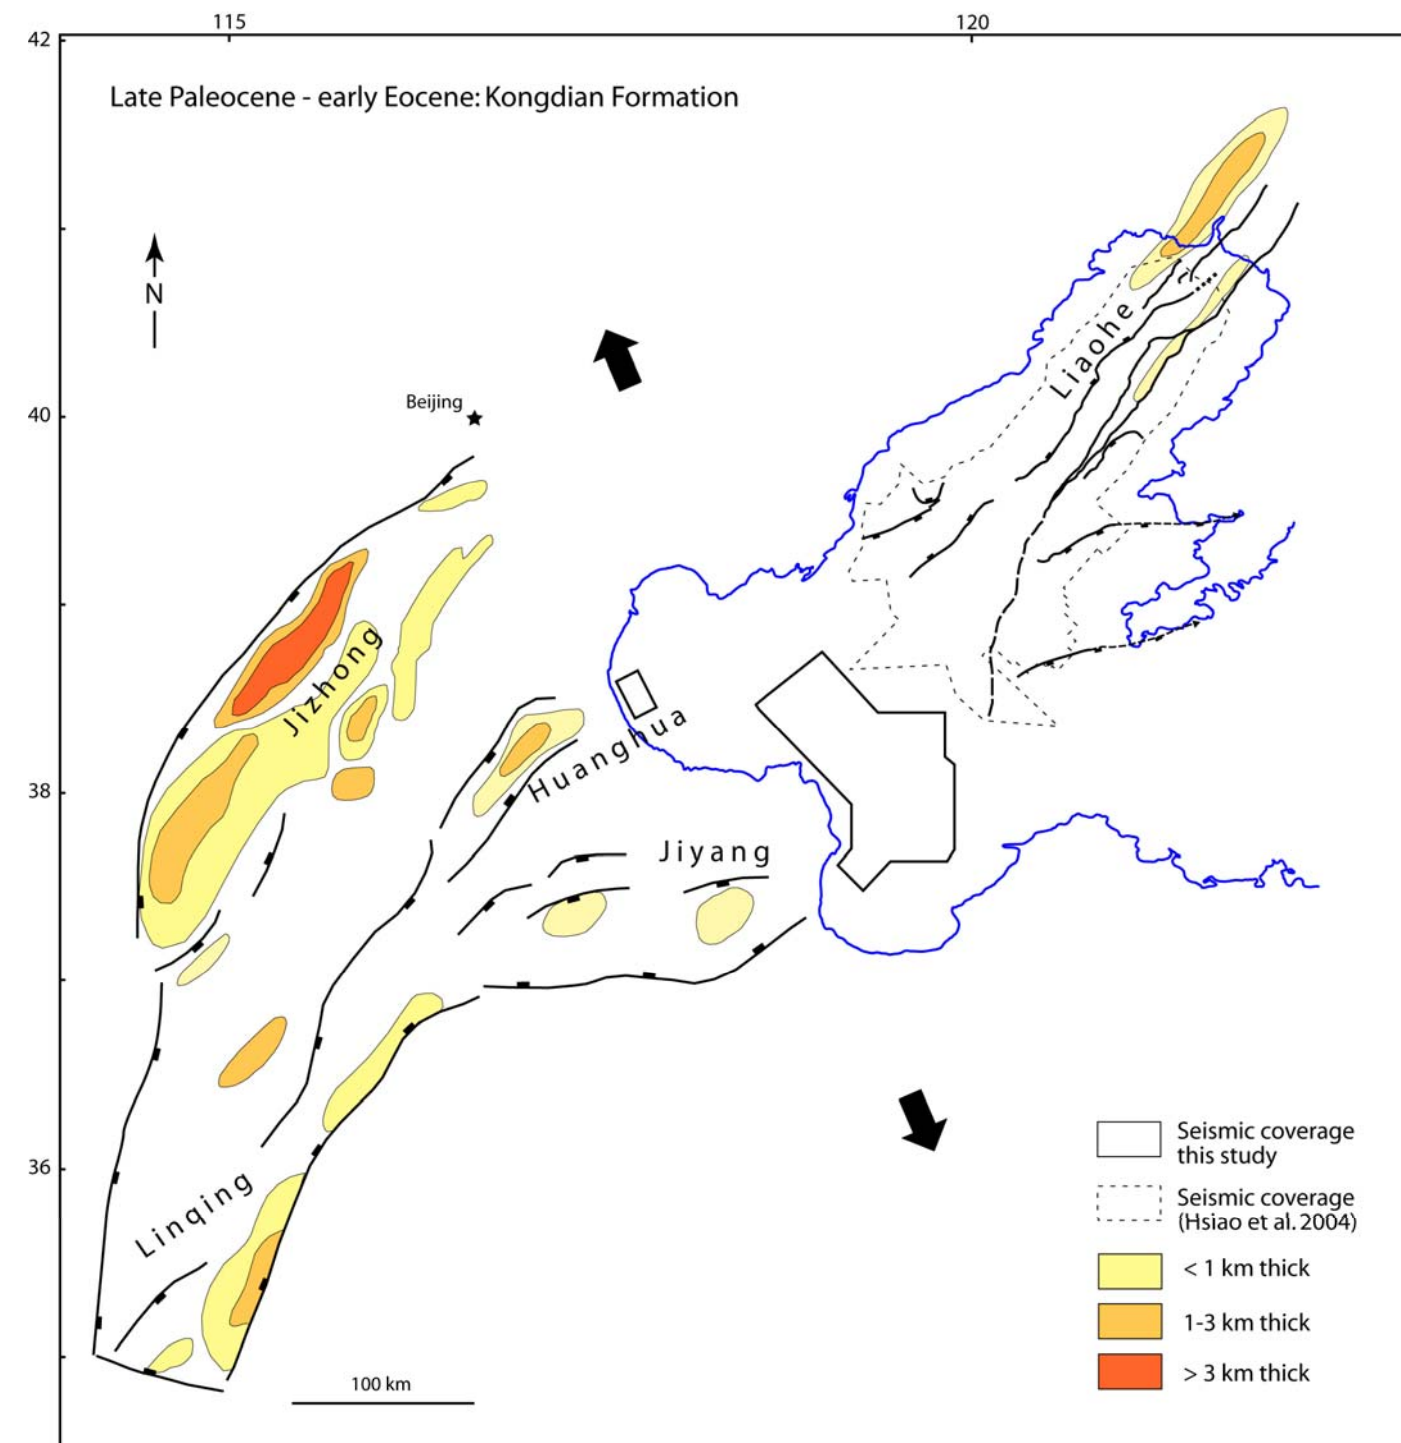 115
120
42
Late Paleocene - early Eocene: Kongdian Formation
N
Liaohe
Beijing
40
Jizhong
Huanghua
38
Jiyang
36
Linqing
Seismic coverage
this study
Seismic coverage
(Hsiao et al. 2004)
< 1 km thick
1-3 km thick
> 3 km thick
100 km